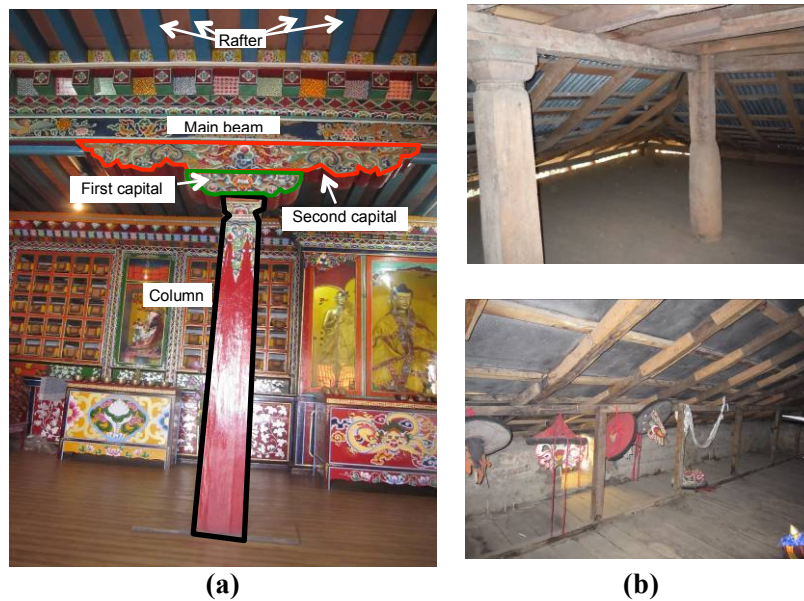 Rafter
Main beam
First capital
Second capital
Column
(a)
(b)